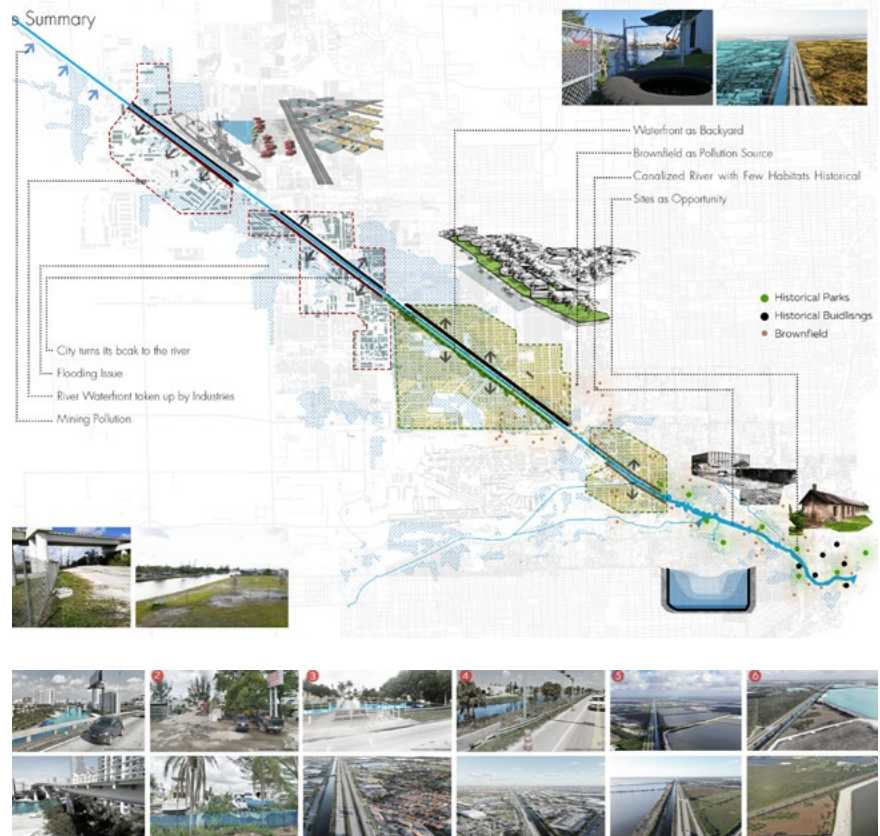 s Summary
Waterfront as Backyard
Brownfield as Pollution Source
Canalized River with Few Habitats Historical
Sites as Opportunity
Historical Parks
Historical Buidlisngs
Brownfield
City turns its bcak to the river
Flooding Issue
River Waterfront taken up by Industries
Mining Pollution
2
3
4
5
6